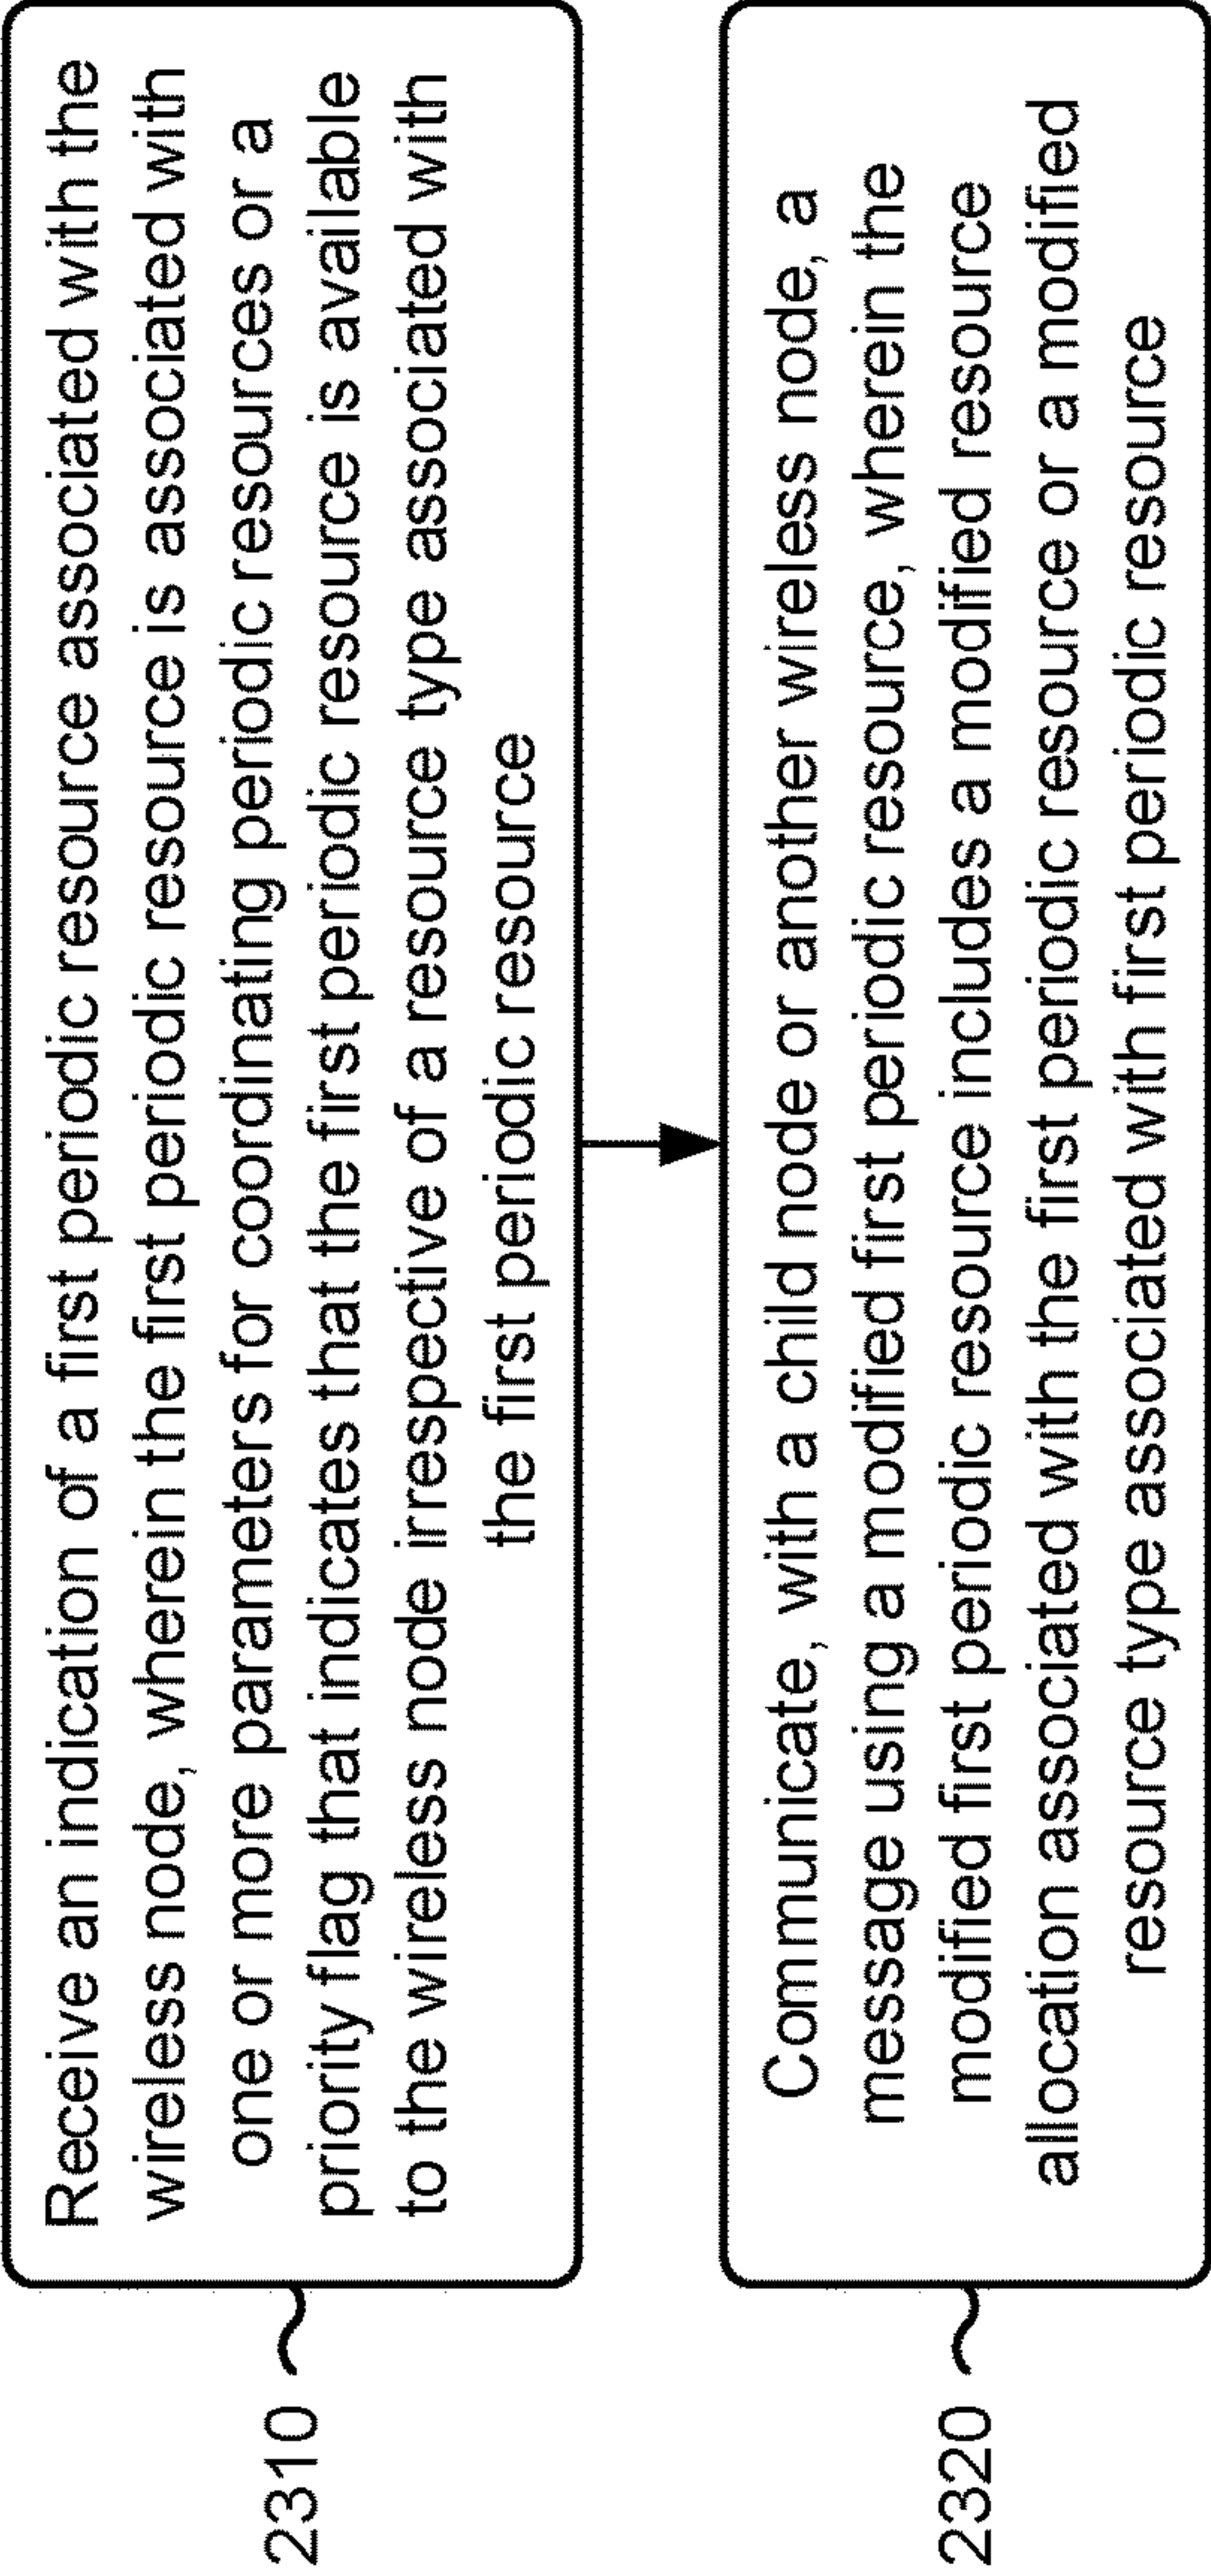 2310
Receive an indication of a first periodic resource associated with the
wireless node, wherein the first periodic resource is associated with
one or more parameters for coordinating periodic resources or a
priority flag that indicates that the first periodic resource is available
to the wireless node irrespective of a resource type associated with
the first periodic resource
2320
Communicate, with a child node or another wireless node, a
message using a modified first periodic resource, wherein the
modified first periodic resource includes a modified resource
allocation associated with the first periodic resource or a modified
resource type associated with first periodic resource